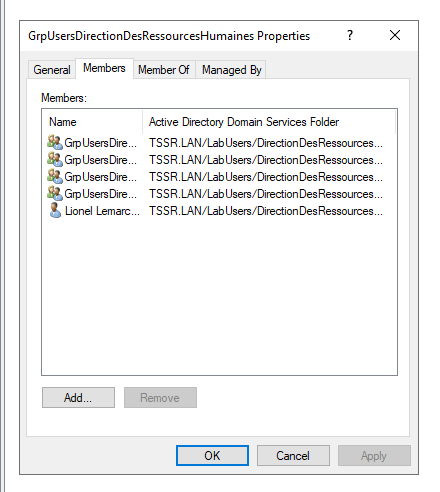 GrpUsersDirectionDesRessourcesHumaines Properties ?
General Members Member Of Managed By
Members:
Name Active Directory Domain Services Folder
GrpUsersDire... TSSR.LAN/LabUsers/DirectionDesRessources...
GrpUsersDire... TSSR.LAN/LabUsers/DirectionDesRessources...
GrpUsersDire... TSSR.LAN/LabUsers/DirectionDesRessources...
GrpUsersDire... TSSR.LAN/LabUsers/DirectionDesRessources...
Lionel Lemarc... TSSR.LAN/LabUsers/DirectionDesRessources...
Add... Remove
OK Cancel Apply